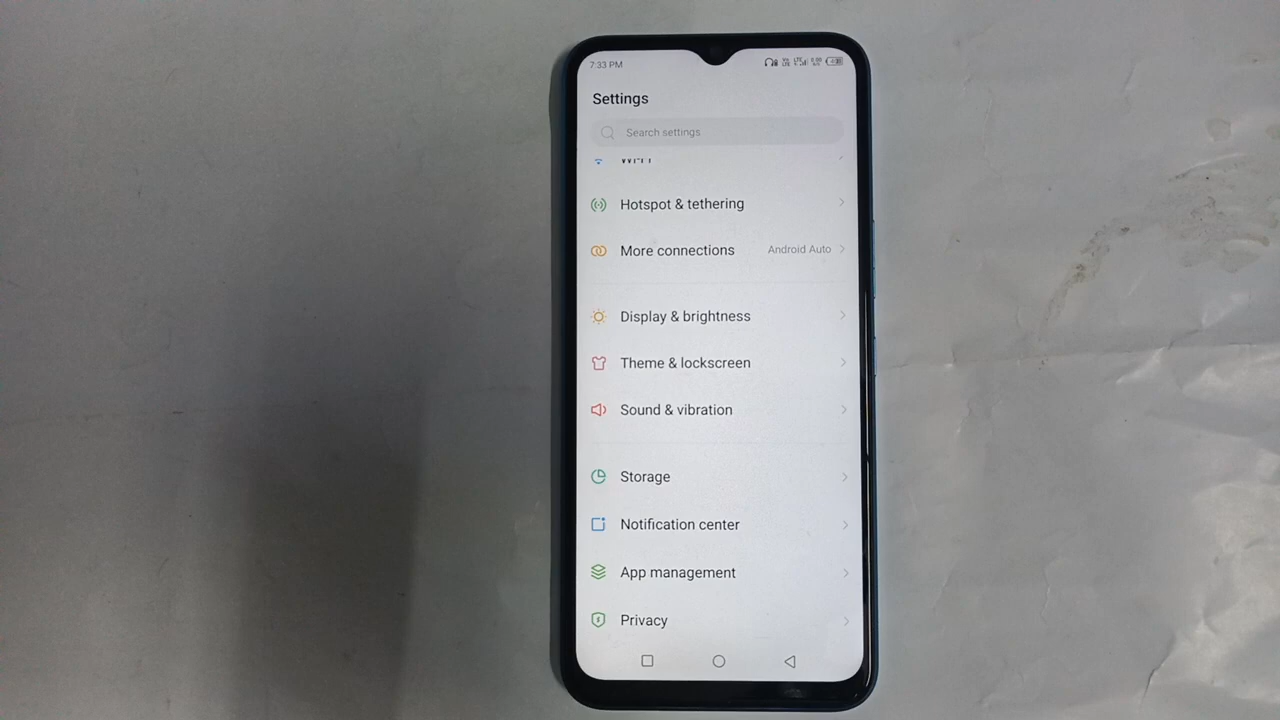 7:33 PM
Settings
Search settings
Hotspot & tethering
More connections Android Auto
Display & brightness
Theme & lockscreen
Sound & vibration
Storage
Notification center
App management
Privacy